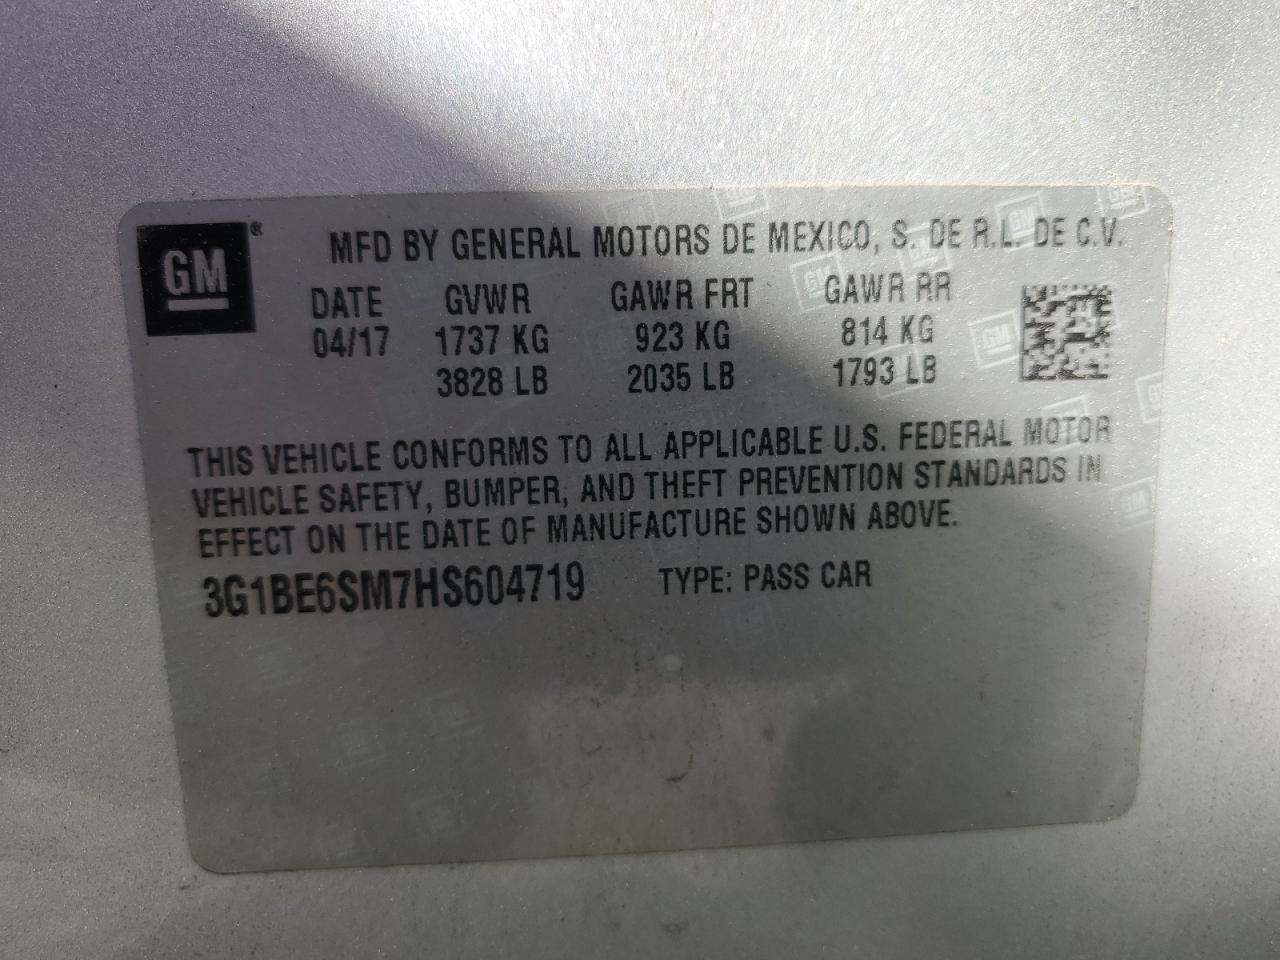 GM ®
MFD BY GENERAL MOTORS DE MEXICO, S. DE R.L. DE C.V.
DATE GVWR GAWR FRT GAWR RR
04/17 1737 KG 923 KG 814 KG
3828 LB 2035 LB 1793 LB
THIS VEHICLE CONFORMS TO ALL APPLICABLE U.S. FEDERAL MOTOR
VEHICLE SAFETY, BUMPER, AND THEFT PREVENTION STANDARDS IN
EFFECT ON THE DATE OF MANUFACTURE SHOWN ABOVE.
3G1BE6SM7HS604719 TYPE: PASS CAR